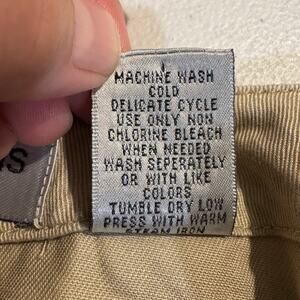 MACHINE WASH
COLD
DELICATE CYCLE
USE ONLY NON
CHLORINE BLEACH
WHEN NEEDED
WASH SEPERATELY
OR WITH LIKE
COLORS
TUMBLE DRY LOW
PRESS WITH WARM
STEAM IRON